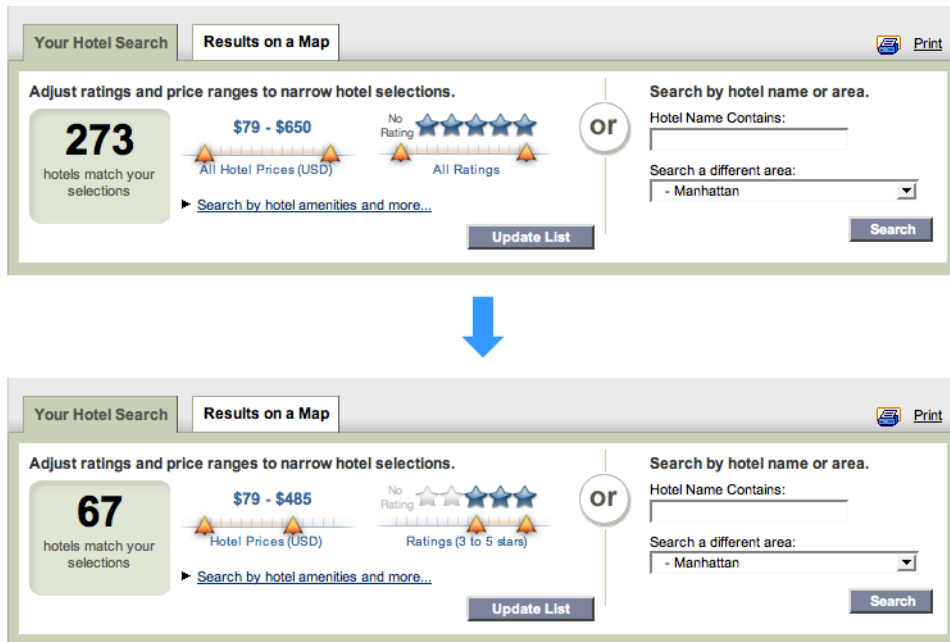 Your Hotel Search
Results on a Map
Print
Adjust ratings and price ranges to narrow hotel selections.
273
hotels match your
selections
$79 - $650
All Hotel Prices (USD)
No
Rating
All Ratings
Search by hotel amenities and more...
Update List
or
Search by hotel name or area.
Hotel Name Contains:
Search a different area:
- Manhattan
Search
Your Hotel Search
Results on a Map
Print
Adjust ratings and price ranges to narrow hotel selections.
67
hotels match your
selections
$79 - $485
Hotel Prices (USD)
No
Rating
Ratings (3 to 5 stars)
Search by hotel amenities and more...
Update List
or
Search by hotel name or area.
Hotel Name Contains:
Search a different area:
- Manhattan
Search